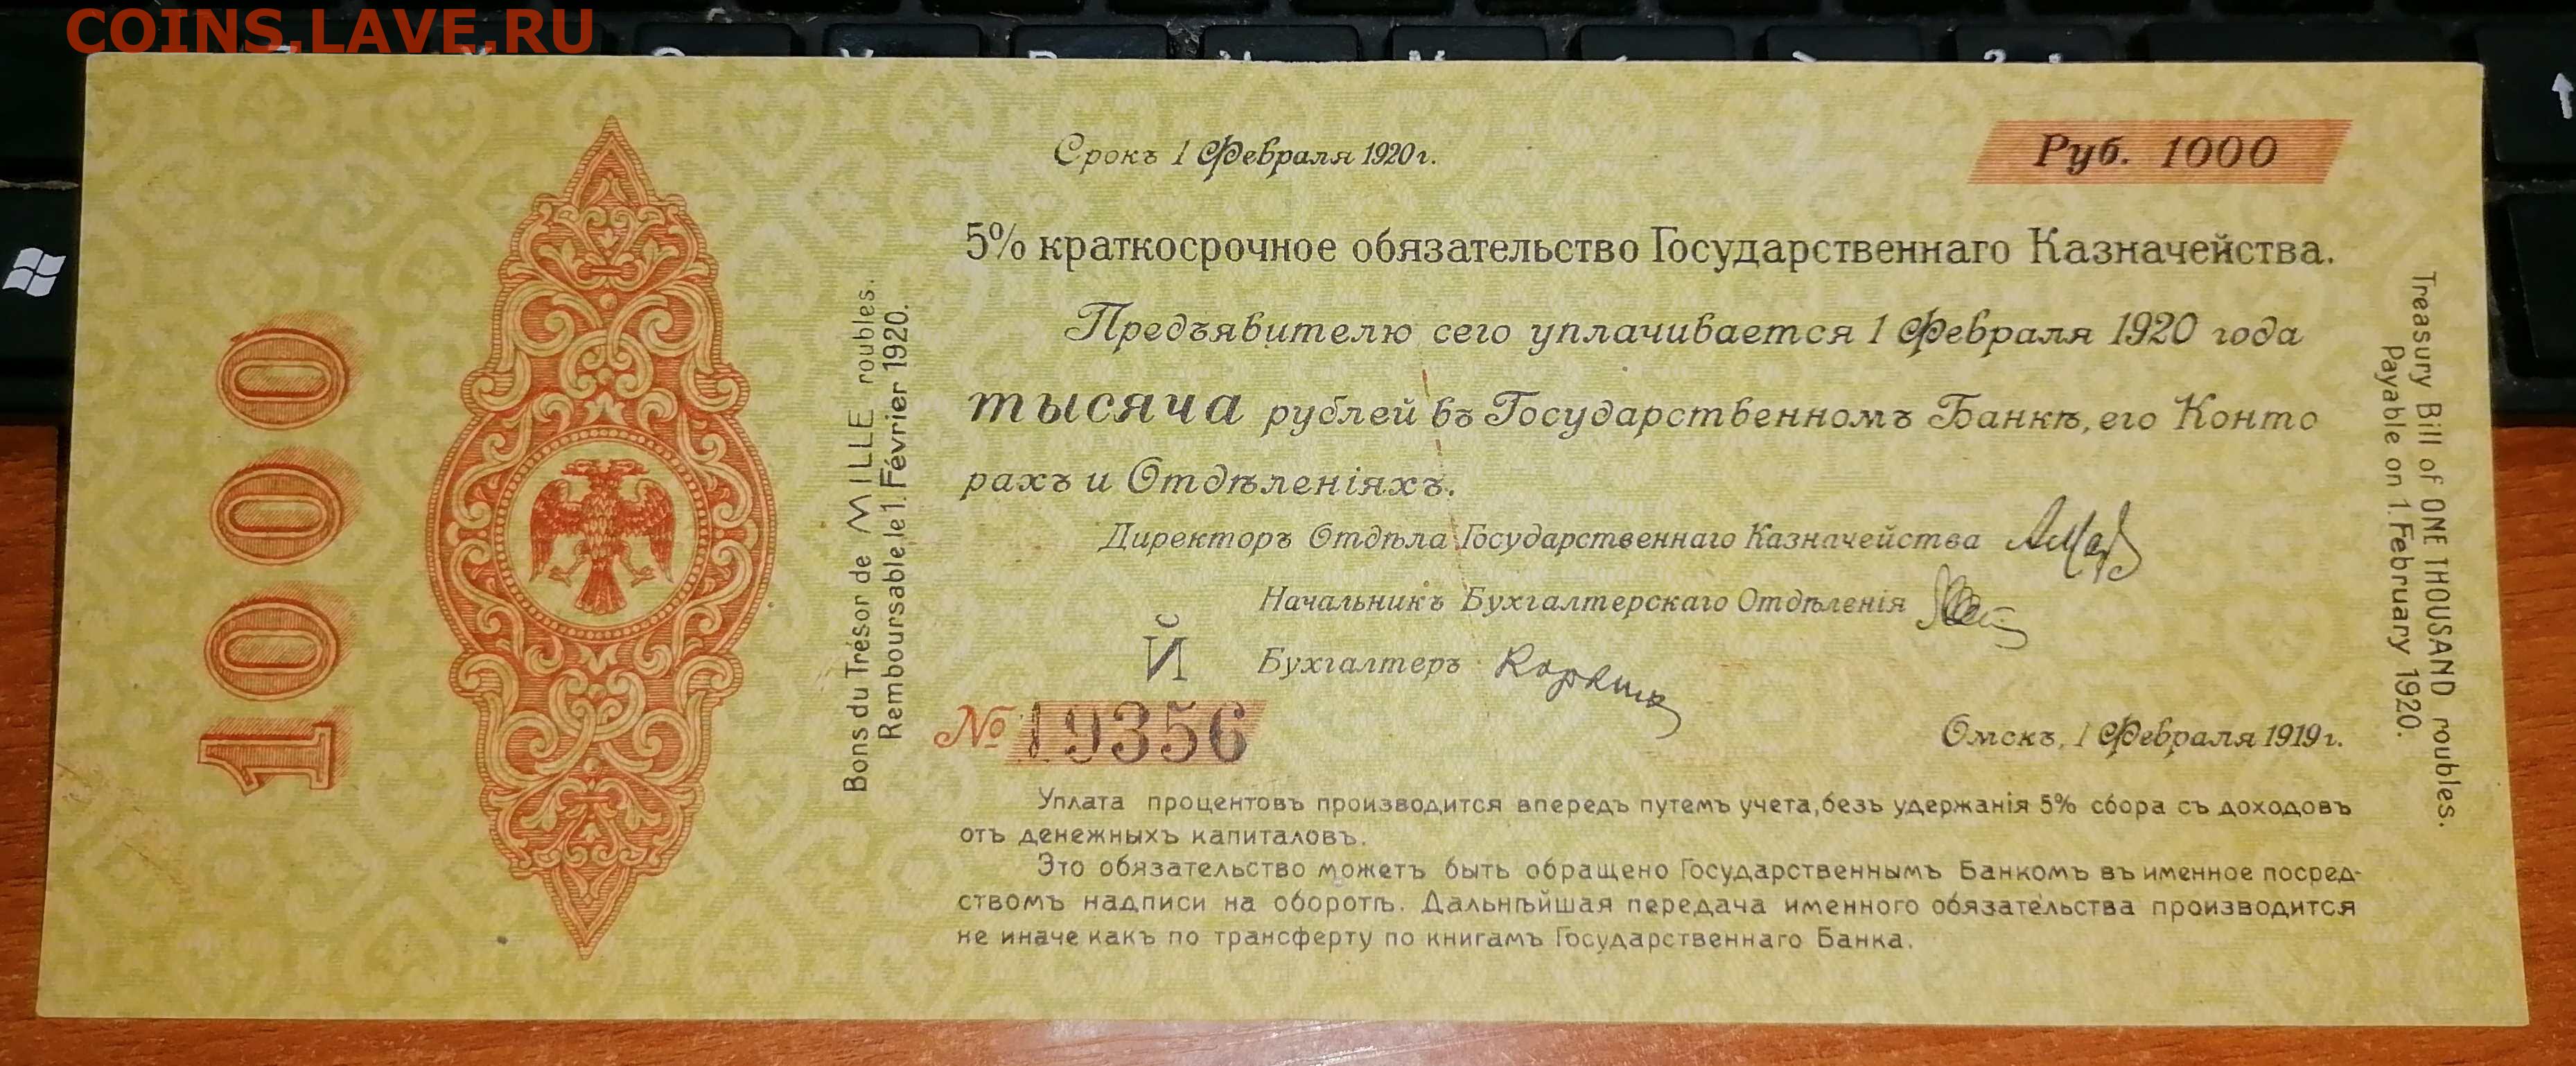 COINS.LAVE.RU
Срокъ 1 Февраля 1920 г.
Руб. 1000
5% краткосрочное обязательство Государственнаго Казначейства.
Предъявителю сего уплачивается 1 Февраля 1920 года
тысяча рублей въ Государственномъ Банкѣ, его Конто
рахъ и Отдѣленіяхъ.
Директоръ Отдѣла Государственнаго Казначейства
Начальникъ Бухгалтерскаго Отдѣленія
Й Бухгалтеръ
№ 19356
Омскъ, 1 Февраля 1919 г.
Уплата процентовъ производится впередъ путемъ учета, безъ удержанія 5% сбора съ доходовъ
отъ денежныхъ капиталовъ.
Это обязательство можетъ быть обращено Государственнымъ Банкомъ въ именное посред-
ствомъ надписи на оборотѣ. Дальнѣйшая передача именного обязательства производится
не иначе какъ по трансферту по книгамъ Государственнаго Банка.
1000
Bons du Trésor de MILLE roubles.
Remboursable le 1. Février 1920.
Treasury Bill of ONE THOUSAND roubles.
Payable on 1. February 1920.